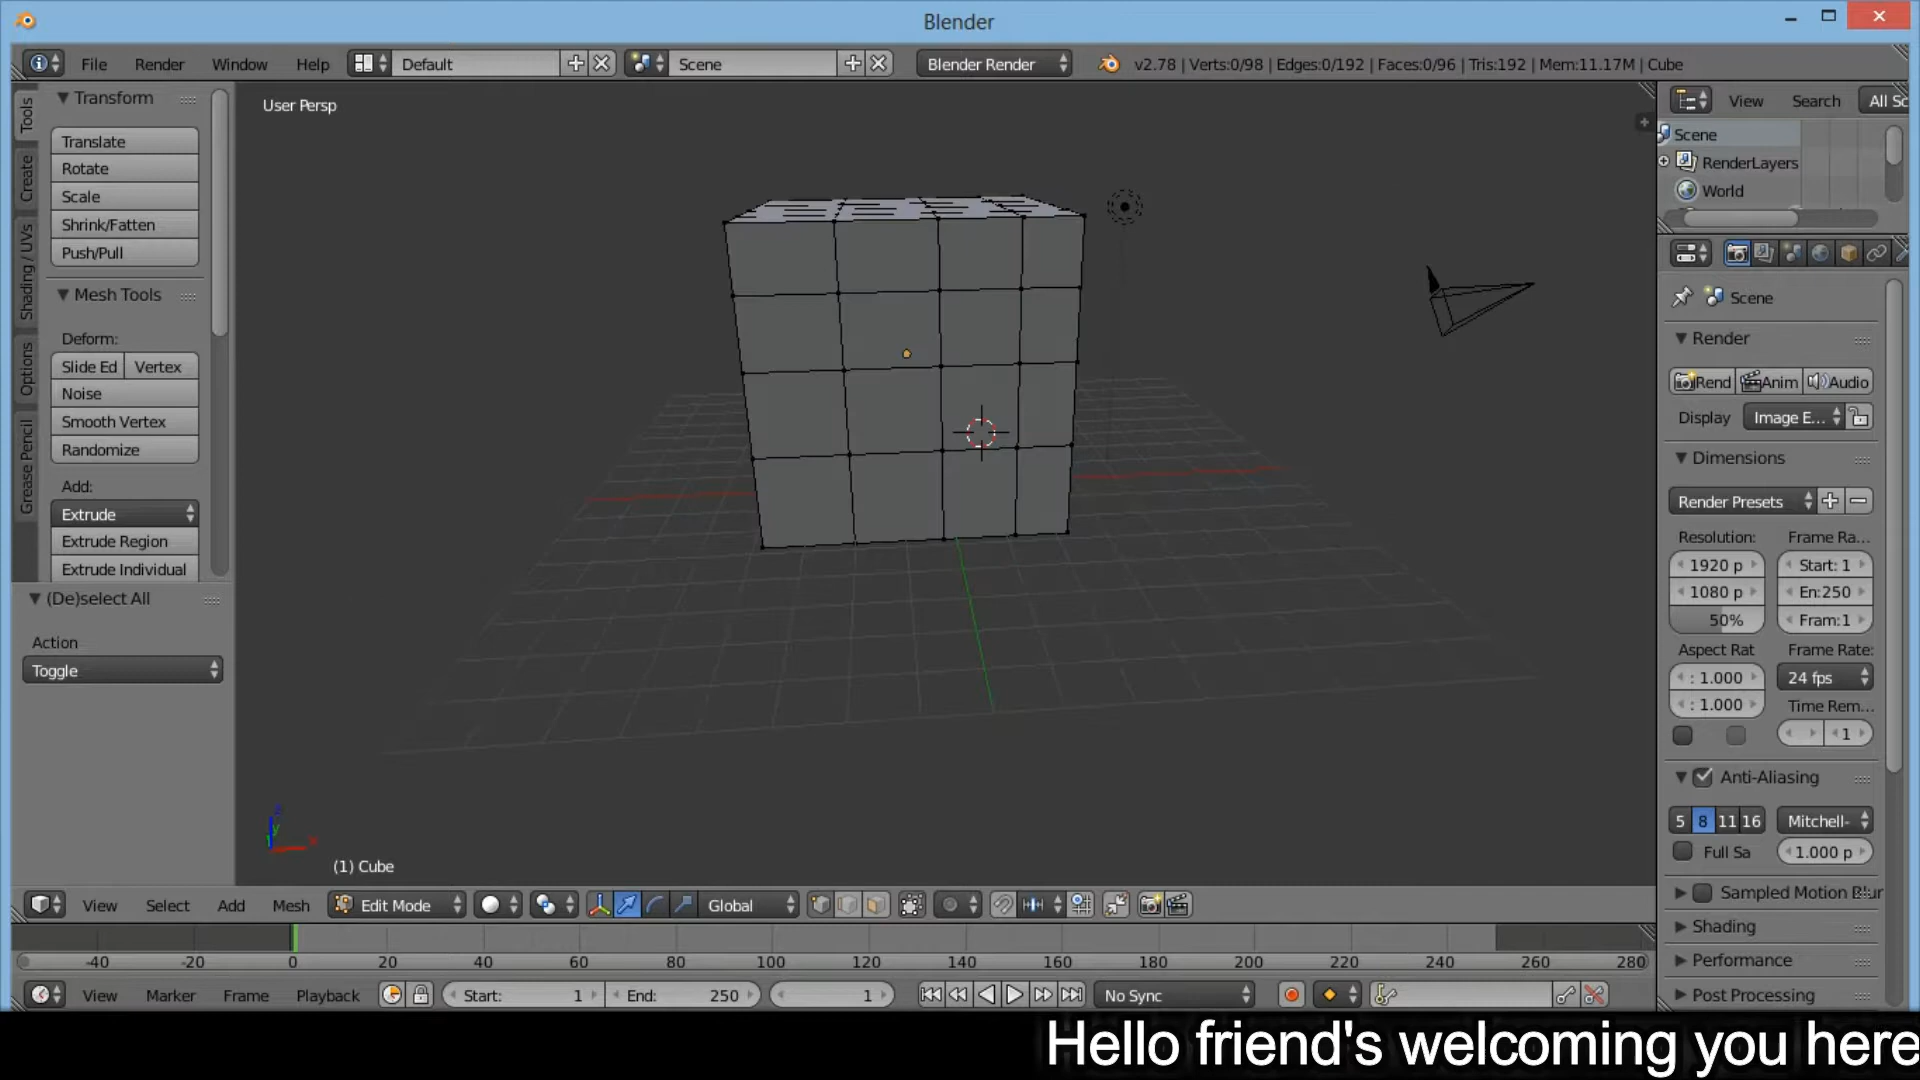 Blender
File Render Window Help Default Scene Blender Render v2.78 | Verts:0/98 | Edges:0/192 | Faces:0/96 | Tris:192 | Mem:11.17M | Cube
Tools
Create
Shading / UVs
Options
Grease Pencil
Transform
Translate
Rotate
Scale
Shrink/Fatten
Push/Pull
Mesh Tools
Deform:
Slide Ed Vertex
Noise
Smooth Vertex
Randomize
Add:
Extrude
Extrude Region
Extrude Individual
(De)select All
Action
Toggle
User Persp
(1) Cube
View Search All Sc
Scene
RenderLayers
World
Scene
Render
Rend Anim Audio
Display Image E...
Dimensions
Render Presets
Resolution: Frame Ra...
1920 p Start: 1
1080 p En:250
50% Fram:1
Aspect Rat Frame Rate:
: 1.000 24 fps
: 1.000 Time Rem...
1
Anti-Aliasing
5 8 11 16 Mitchell-
Full Sa 1.000 p
Sampled Motion Blur
Shading
Performance
Post Processing
View Select Add Mesh Edit Mode Global
-40 -20 0 20 40 60 80 100 120 140 160 180 200 220 240 260 280
View Marker Frame Playback Start: 1 End: 250 1 No Sync
Hello friend's welcoming you here